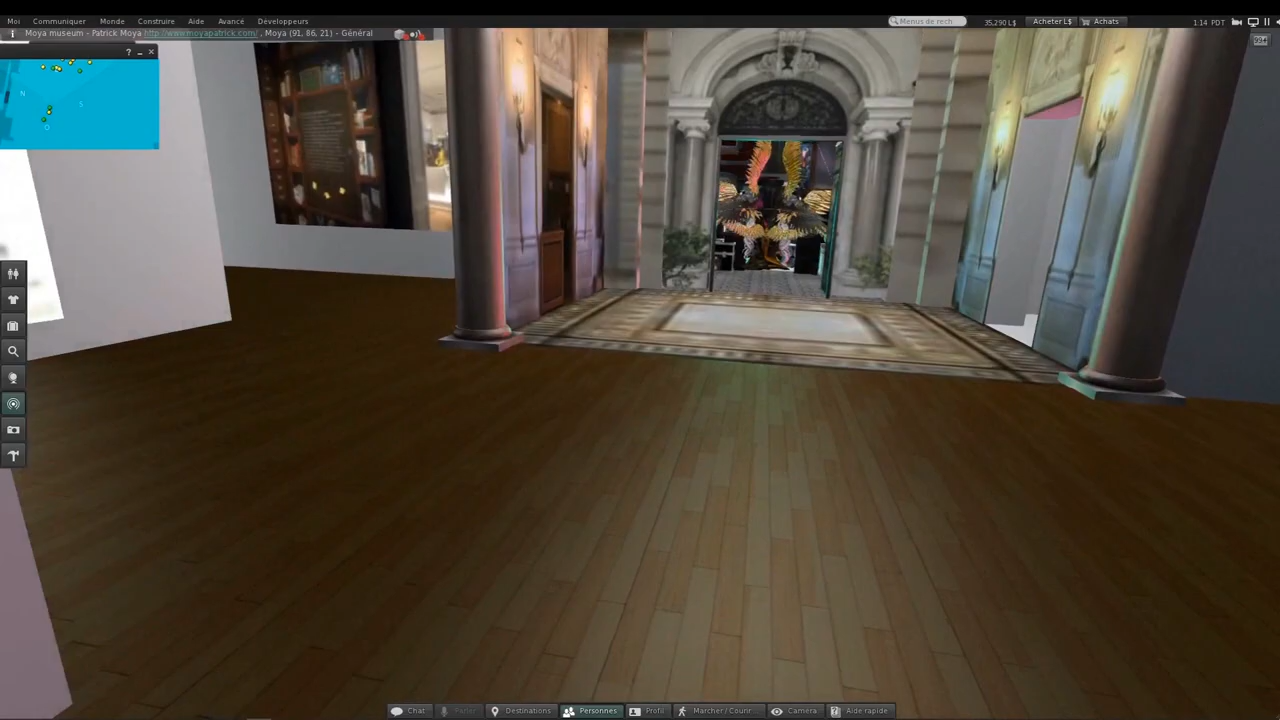 Moi Communiquer Monde Construire Aide Avancé Développeurs Menus de rech 35,290 L$ Acheter L$ Achats 1:14 PDT
Moya museum - Patrick Moya http://www.moyapatrick.com/ , Moya (91, 86, 21) - Général
? _ ×
N
S
O
Chat Parler Destinations Personnes Profil Marcher / Courir ... Caméra Aide rapide